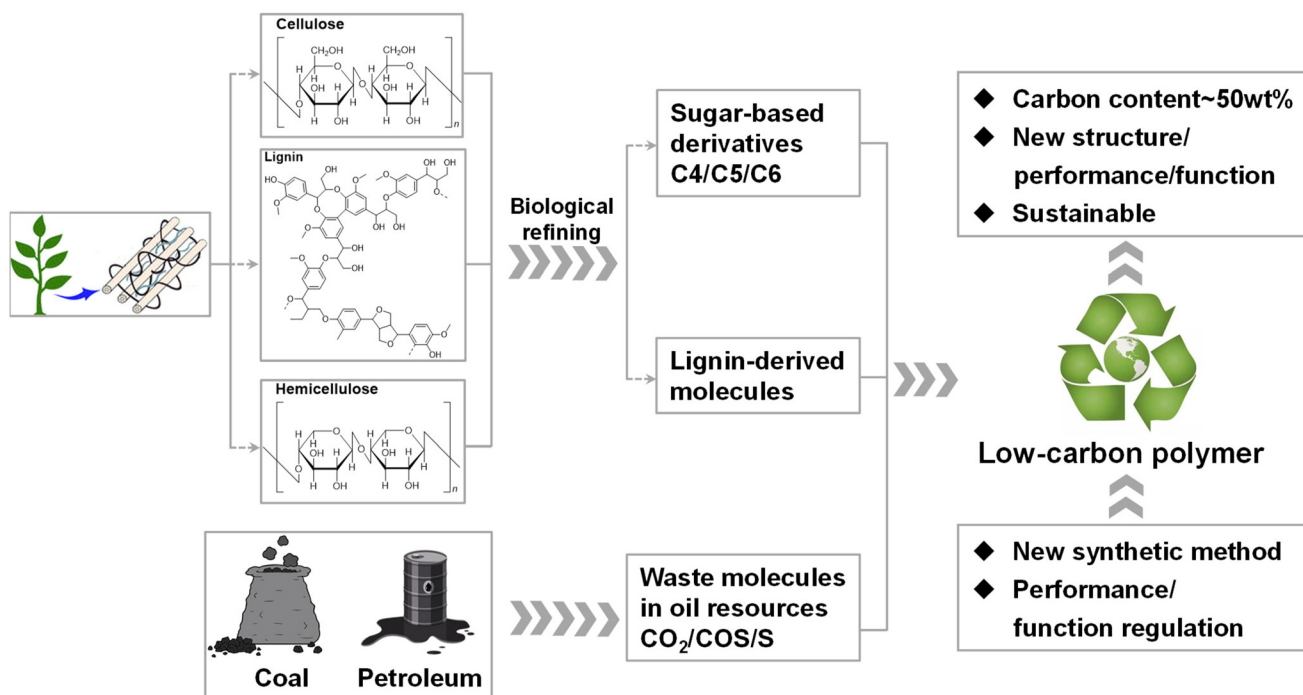 Cellulose
CH₂OH
CH₂OH
H
O
H
H
O
H
H
H
OH
H
O
OH
H
O
H
OH
H
OH
n
Lignin
OH
OH
OH
HO
O
O
O
OH
O
O
O
O
OH
OH
O
OH
O
O
OH
O
O
O
O
O
OH
Hemicellulose
H
O
H
H
O
H
H
H
O
OH
H
OH
H
O
H
OH
H
OH
n
Biological
refining
Sugar-based
derivatives
C4/C5/C6
Lignin-derived
molecules
Coal
Petroleum
Waste molecules
in oil resources
CO₂/COS/S
◆ Carbon content~50wt%
◆ New structure/
performance/function
◆ Sustainable
Low-carbon polymer
◆ New synthetic method
◆ Performance/
function regulation